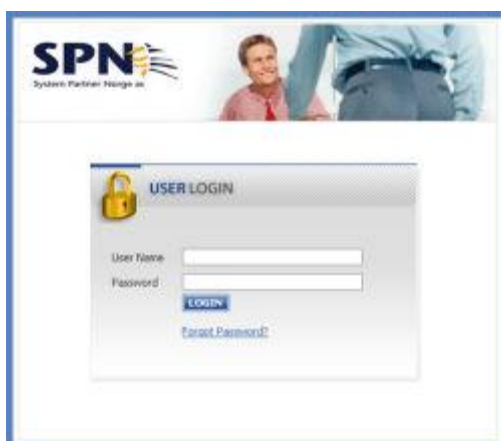 SPN
System Partner Norge as
USER LOGIN
User Name
Password
LOGIN
Forgot Password?